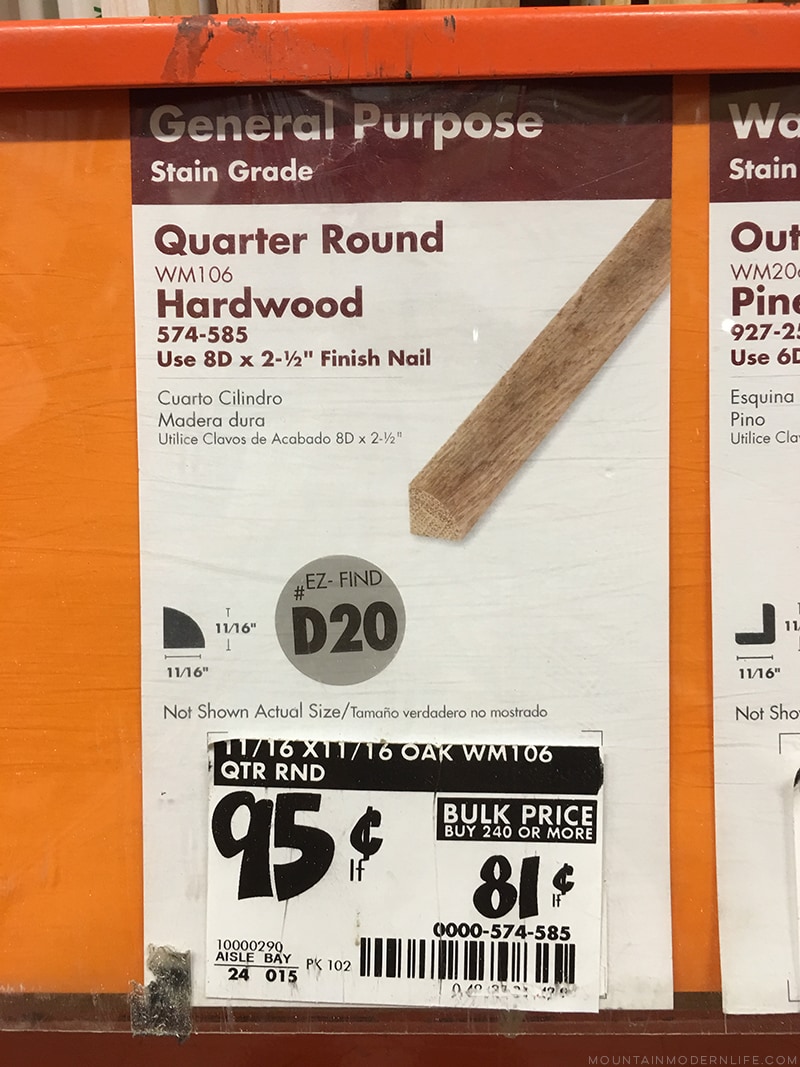 General Purpose
Stain Grade
Quarter Round
WM106
Hardwood
574-585
Use 8D x 2-½" Finish Nail
Cuarto Cilindro
Madera dura
Utilice Clavos de Acabado 8D x 2-½"
#EZ- FIND
D20
11/16"
11/16"
Not Shown Actual Size/Tamaño verdadero no mostrado
11/16 X11/16 OAK WM106
QTR RND
95¢
lf
BULK PRICE
BUY 240 OR MORE
81¢
lf
0000-574-585
10000290
AISLE BAY
24 015
PK 102
Wo
Stain
Out
WM20
Pine
927-25
Use 6D
Esquina
Pino
Utilice Cla
11/16"
Not Sho
MOUNTAINMODERNLIFE.COM